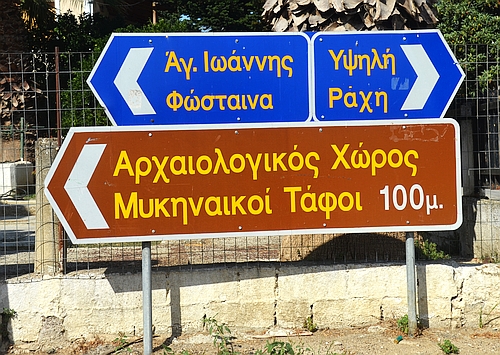 Άγ. Ιωάννης
Φώσταινα
Υψηλή
Ράχη
Αρχαιολογικός Χώρος
Μυκηναικοί Τάφοι 100μ.